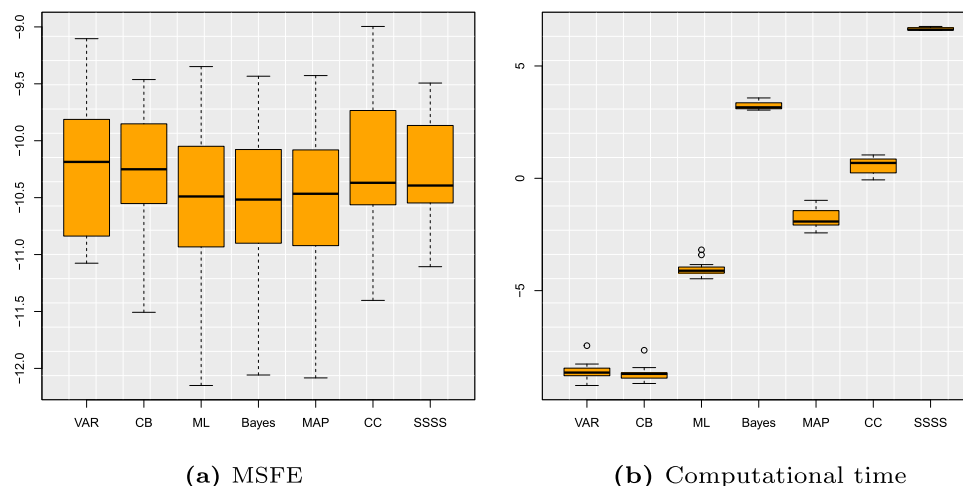 -9.0
-9.5
-10.0
-10.5
-11.0
-11.5
-12.0
VAR CB ML Bayes MAP CC SSSS
(a) MSFE
5
0
-5
VAR CB ML Bayes MAP CC SSSS
(b) Computational time